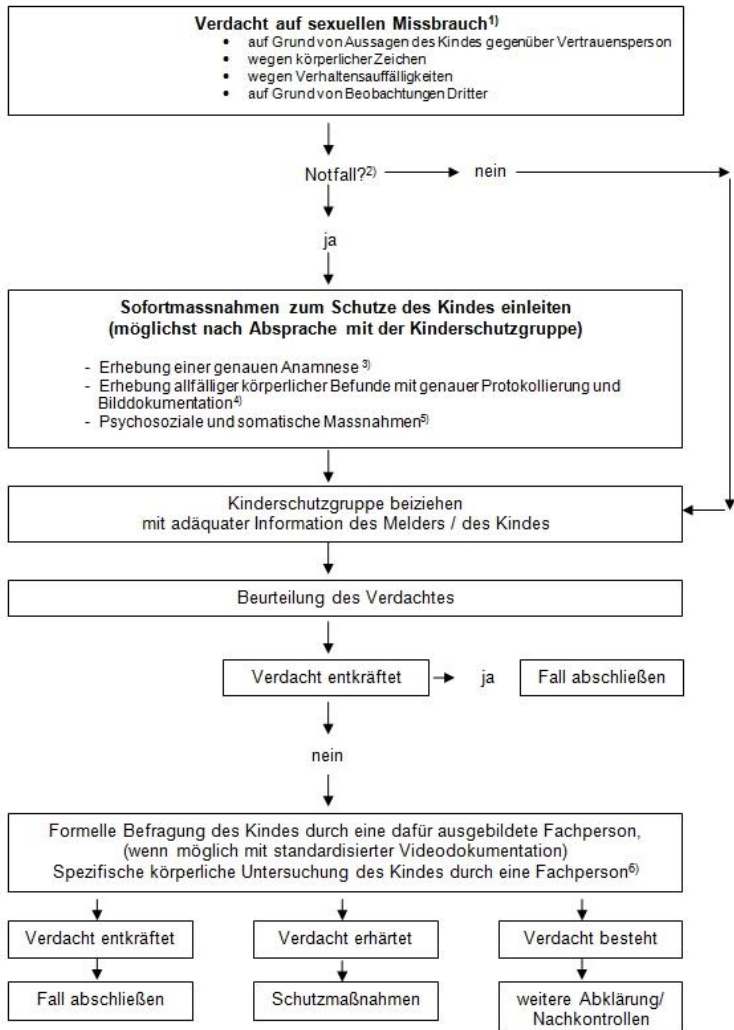 Verdacht auf sexuellen Missbrauch1)
• auf Grund von Aussagen des Kindes gegenüber Vertrauensperson
• wegen körperlicher Zeichen
• wegen Verhaltensauffälligkeiten
• auf Grund von Beobachtungen Dritter
Notfall?2) nein
ja
Sofortmassnahmen zum Schutze des Kindes einleiten
(möglichst nach Absprache mit der Kinderschutzgruppe)
- Erhebung einer genauen Anamnese 3)
- Erhebung allfälliger körperlicher Befunde mit genauer Protokollierung und
Bilddokumentation4)
- Psychosoziale und somatische Massnahmen5)
Kinderschutzgruppe beiziehen
mit adäquater Information des Melders / des Kindes
Beurteilung des Verdachtes
Verdacht entkräftet ja Fall abschließen
nein
Formelle Befragung des Kindes durch eine dafür ausgebildete Fachperson,
(wenn möglich mit standardisierter Videodokumentation)
Spezifische körperliche Untersuchung des Kindes durch eine Fachperson6)
Verdacht entkräftet Verdacht erhärtet Verdacht besteht
Fall abschließen Schutzmaßnahmen weitere Abklärung/
Nachkontrollen